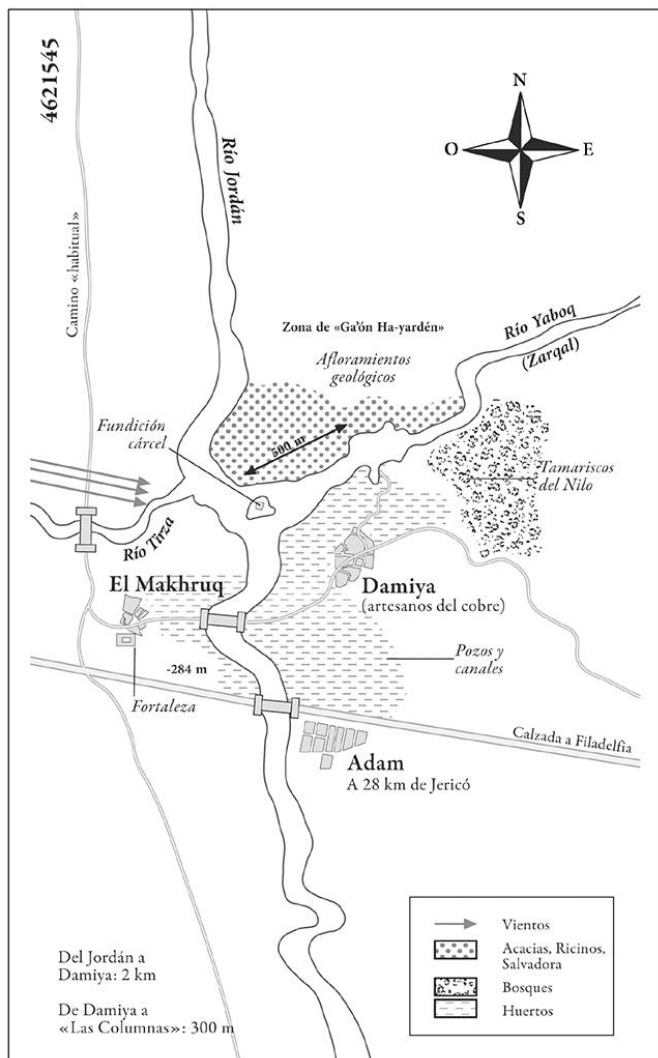 4621545
N
O
E
S
Camino «habitual»
Río Jordán
Zona de «Ga'ón Ha-yardén»
Río Yaboq
(Zarqal)
Afloramientos
geológicos
Fundición
cárcel
500 m
Tamariscos
del Nilo
Río Tirza
El Makhruq
Damiya
(artesanos del cobre)
-284 m
Pozos y
canales
Fortaleza
Calzada a Filadelfia
Adam
A 28 km de Jericó
Del Jordán a
Damiya: 2 km
De Damiya a
«Las Columnas»: 300 m
Vientos
Acacias, Ricinos,
Salvadora
Bosques
Huertos